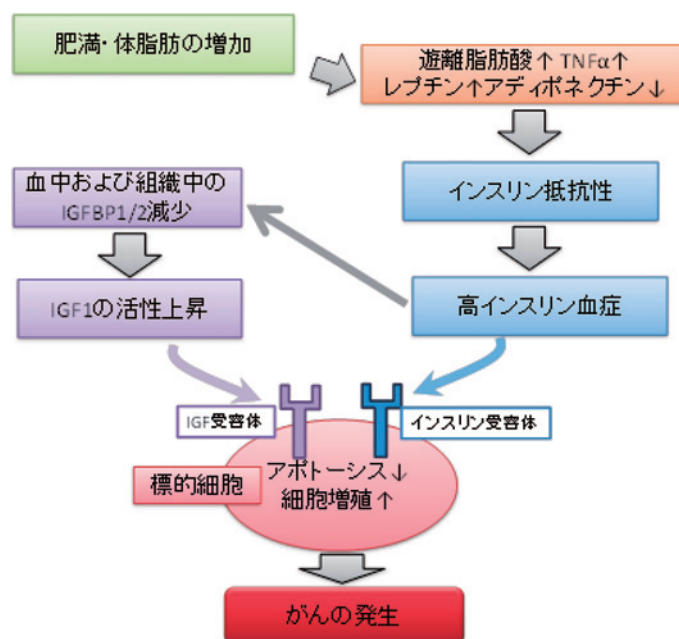 肥満・体脂肪の増加
遊離脂肪酸↑ TNFα↑
レプチン↑アディポネクチン↓
血中および組織中の
IGFBP1/2減少
インスリン抵抗性
IGF1の活性上昇
高インスリン血症
IGF受容体
インスリン受容体
標的細胞
アポトーシス↓
細胞増殖↑
がんの発生